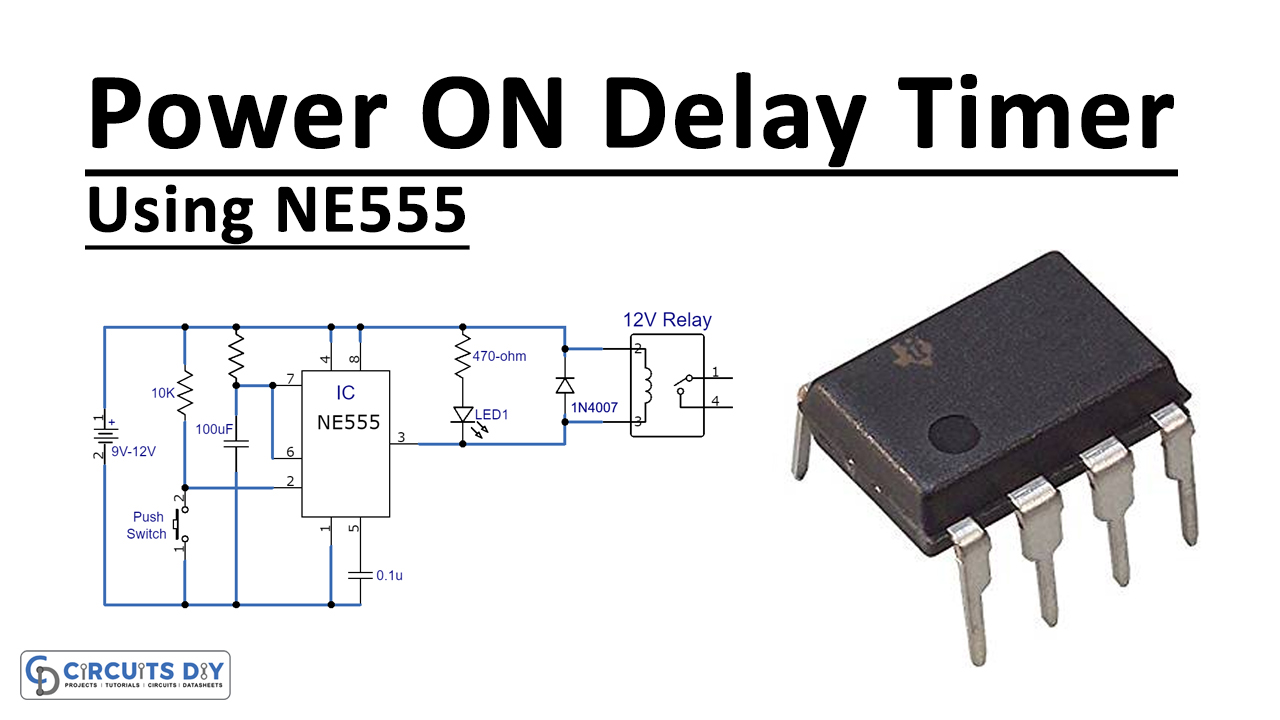 Power ON Delay Timer
Using NE555
12V Relay
4
8
2
10K
7
470-ohm
1
IC
NE555
1N4007
4
1
+
100uF
LED1
3
3
9V-12V
2
6
2
2
Push
Switch
1
1
5
0.1u
CIRCUITS DIY
PROJECTS | TUTORIALS | CIRCUITS | DATASHEETS